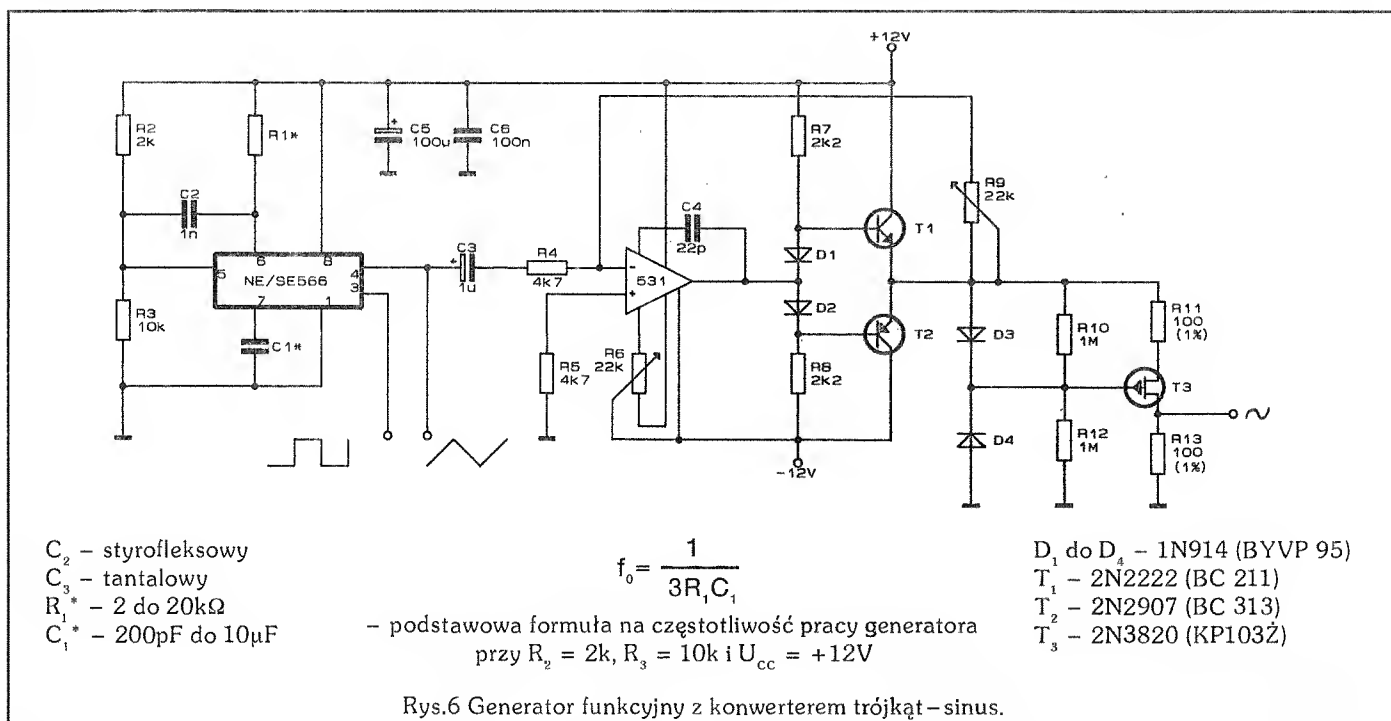 +12V
R2
2k
R1*
C5
100u
+
C6
100n
R7
2k2
R9
22k
C2
1n
C4
22p
T1
6
8
5
4
3
NE/SE566
7
1
+
C3
1u
R4
4k7
-
+
531
D1
D2
R3
10k
C1*
R5
4k7
R6
22k
R8
2k2
T2
D3
R10
1M
R11
100
(1%)
T3
D4
R12
1M
R13
100
(1%)
-12V
C₂ – styrofleksowy
C₃ – tantalowy
R₁* – 2 do 20kΩ
C₁* – 200pF do 10μF
f₀ = 1 / 3R₁C₁
– podstawowa formuła na częstotliwość pracy generatora
przy R₂ = 2k, R₃ = 10k i U_cc = +12V
D₁ do D₄ – 1N914 (BYVP 95)
T₁ – 2N2222 (BC 211)
T₂ – 2N2907 (BC 313)
T₃ – 2N3820 (KP103Ż)
Rys.6 Generator funkcyjny z konwerterem trójkąt–sinus.